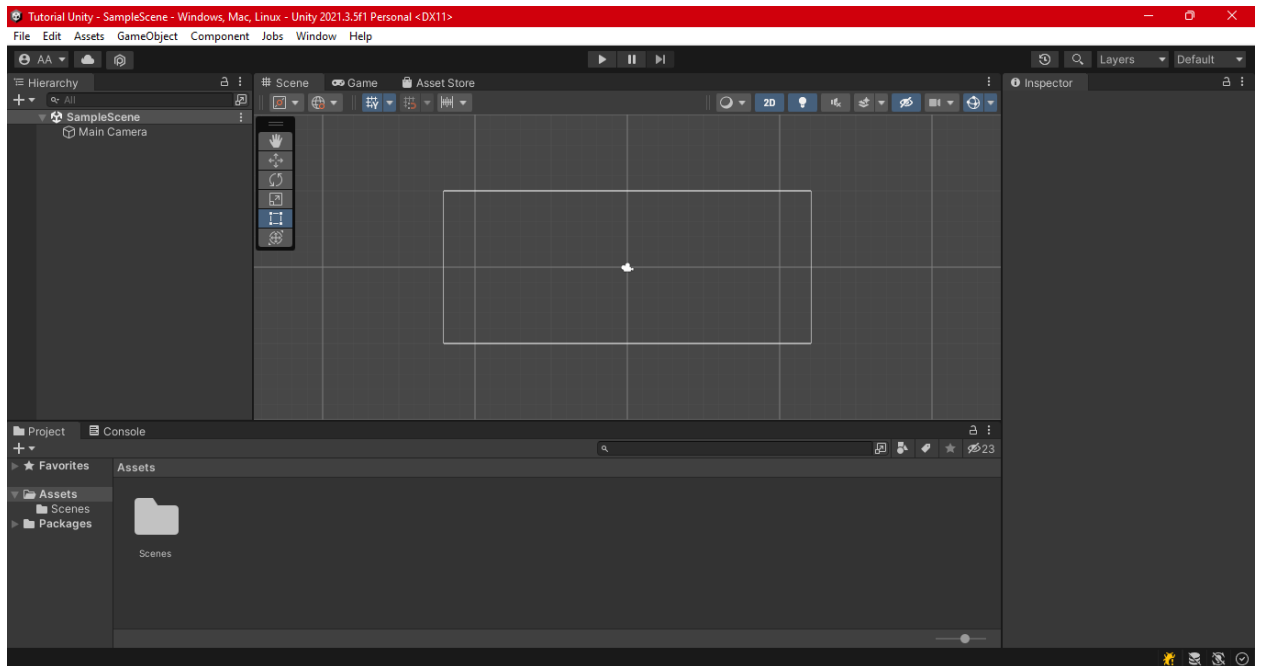 Tutorial Unity - SampleScene - Windows, Mac, Linux - Unity 2021.3.5f1 Personal <DX11>
File Edit Assets GameObject Component Jobs Window Help
AA Layers Default
Hierarchy Scene Game Asset Store Inspector
All 2D
SampleScene
Main Camera
Project Console
23
Favorites Assets
Assets
Scenes
Packages
Scenes